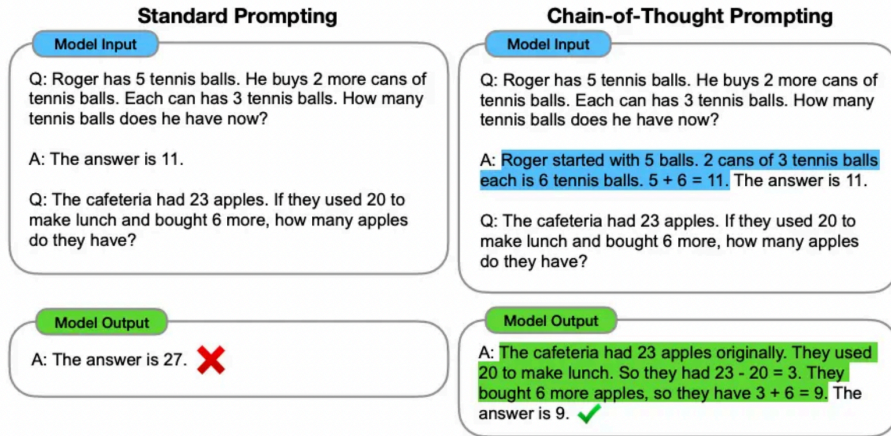 Standard Prompting
Model Input
Q: Roger has 5 tennis balls. He buys 2 more cans of
tennis balls. Each can has 3 tennis balls. How many
tennis balls does he have now?
A: The answer is 11.
Q: The cafeteria had 23 apples. If they used 20 to
make lunch and bought 6 more, how many apples
do they have?
Model Output
A: The answer is 27.
Chain-of-Thought Prompting
Model Input
Q: Roger has 5 tennis balls. He buys 2 more cans of
tennis balls. Each can has 3 tennis balls. How many
tennis balls does he have now?
A: Roger started with 5 balls. 2 cans of 3 tennis balls
each is 6 tennis balls. 5 + 6 = 11. The answer is 11.
Q: The cafeteria had 23 apples. If they used 20 to
make lunch and bought 6 more, how many apples
do they have?
Model Output
A: The cafeteria had 23 apples originally. They used
20 to make lunch. So they had 23 - 20 = 3. They
bought 6 more apples, so they have 3 + 6 = 9. The
answer is 9.